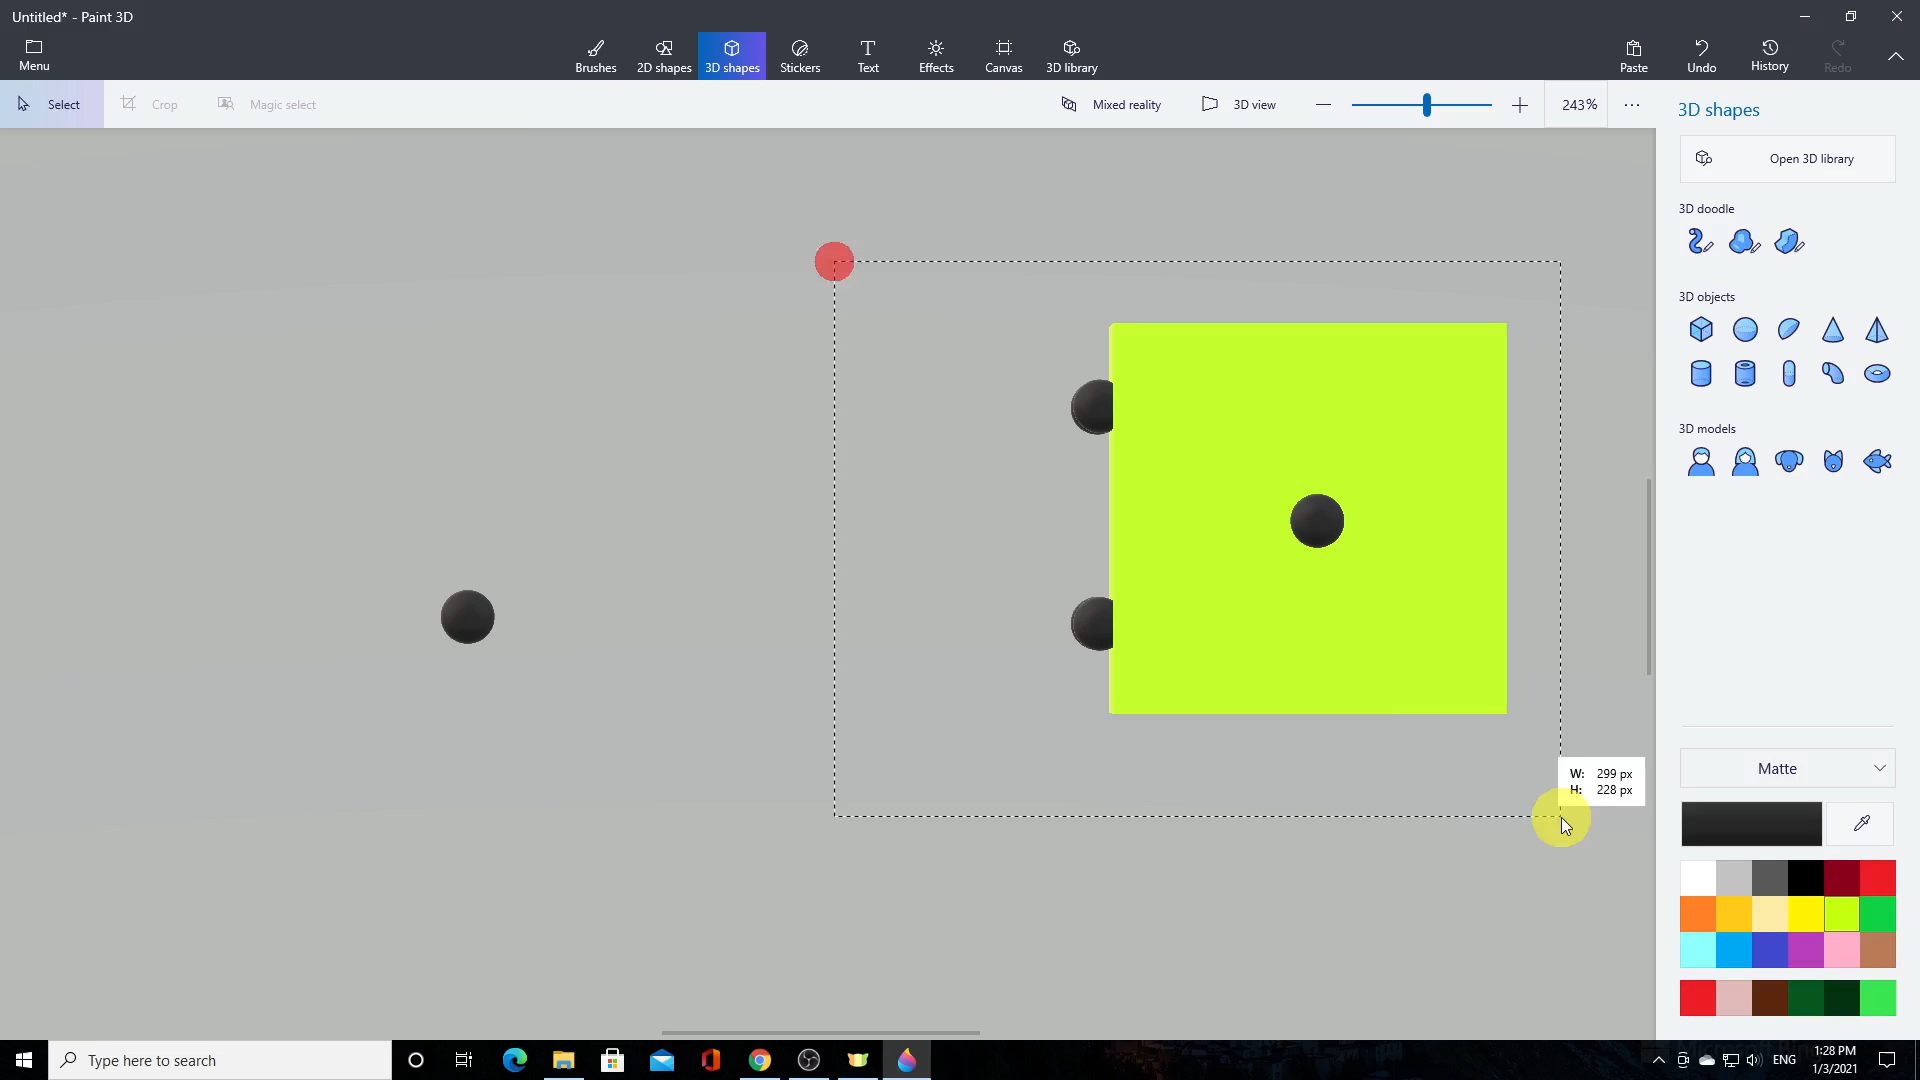 Untitled* - Paint 3D
Menu
Brushes
2D shapes
3D shapes
Stickers
Text
Effects
Canvas
3D library
Paste
Undo
History
Redo
Select
Crop
Magic select
Mixed reality
3D view
243%
3D shapes
Open 3D library
3D doodle
3D objects
3D models
W: 299 px
H: 228 px
Matte
Type here to search
ENG
1:28 PM
1/3/2021